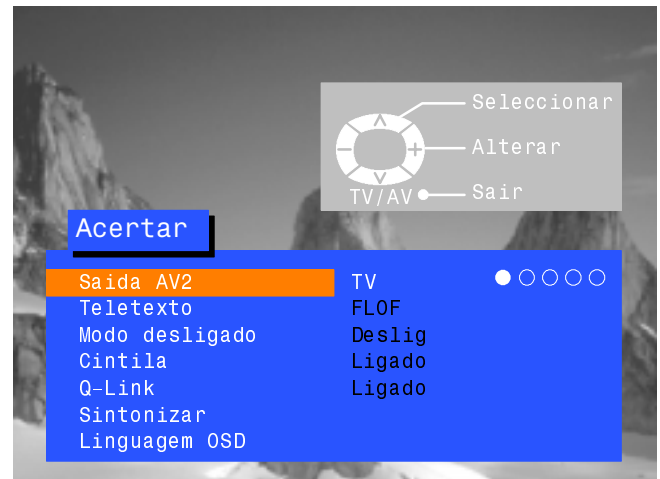 Seleccionar
Alterar
TV/AV Sair
Acertar
Saida AV2 TV
Teletexto FLOF
Modo desligado Deslig
Cintila Ligado
Q-Link Ligado
Sintonizar
Linguagem OSD